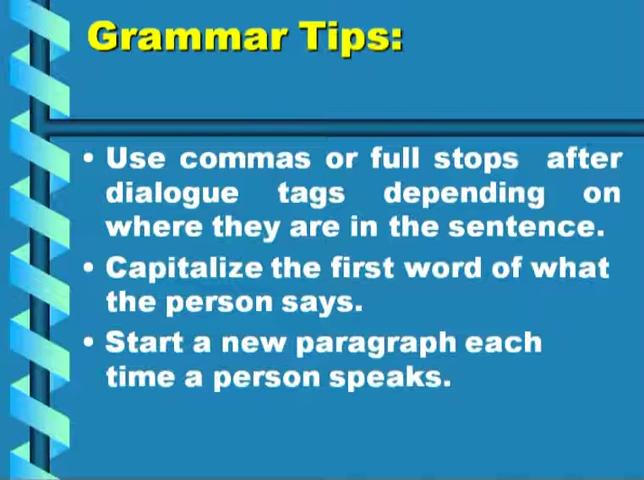 Grammar Tips:
• Use commas or full stops after
dialogue tags depending on
where they are in the sentence.
• Capitalize the first word of what
the person says.
• Start a new paragraph each
time a person speaks.